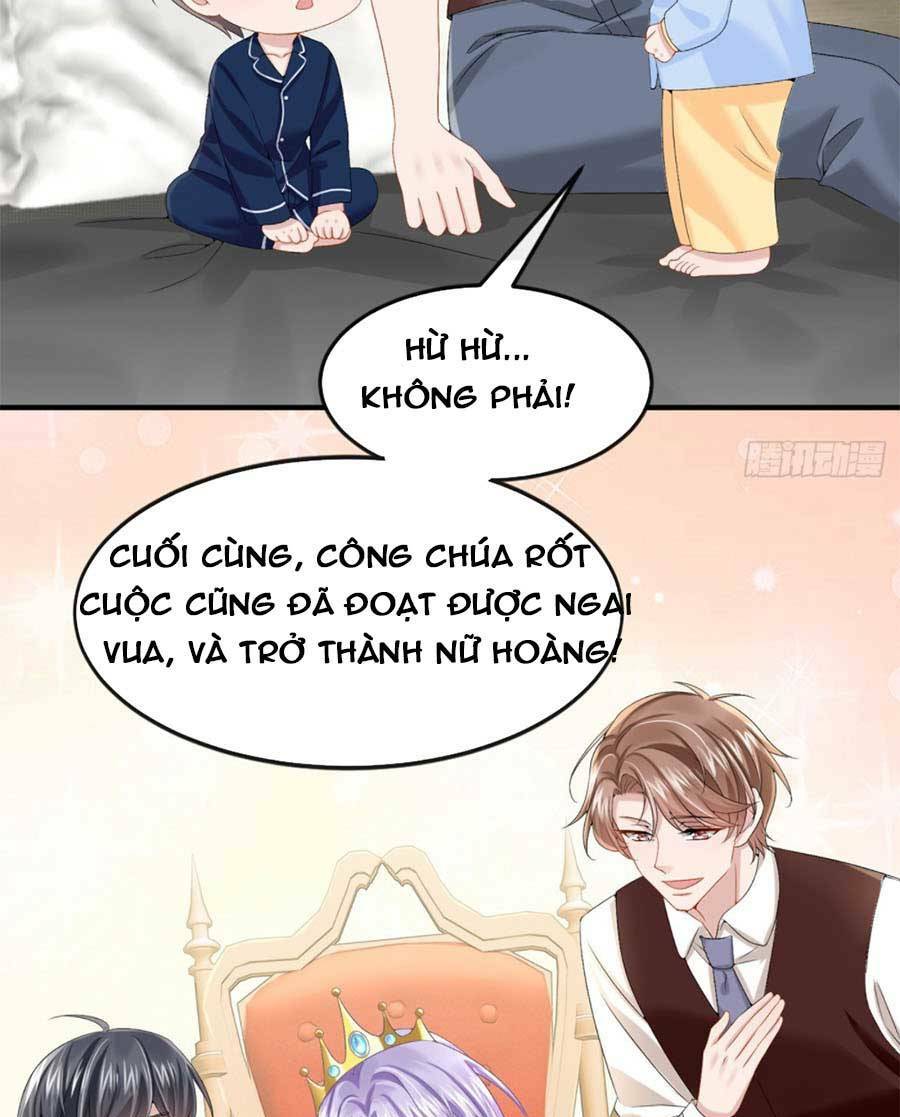 HỪ HỪ...
KHÔNG PHẢI!
腾讯动漫
CUỐI CÙNG, CÔNG CHÚA RỐT
CUỘC CŨNG ĐÃ ĐOẠT ĐƯỢC NGAI
VUA, VÀ TRỞ THÀNH NỮ HOÀNG!